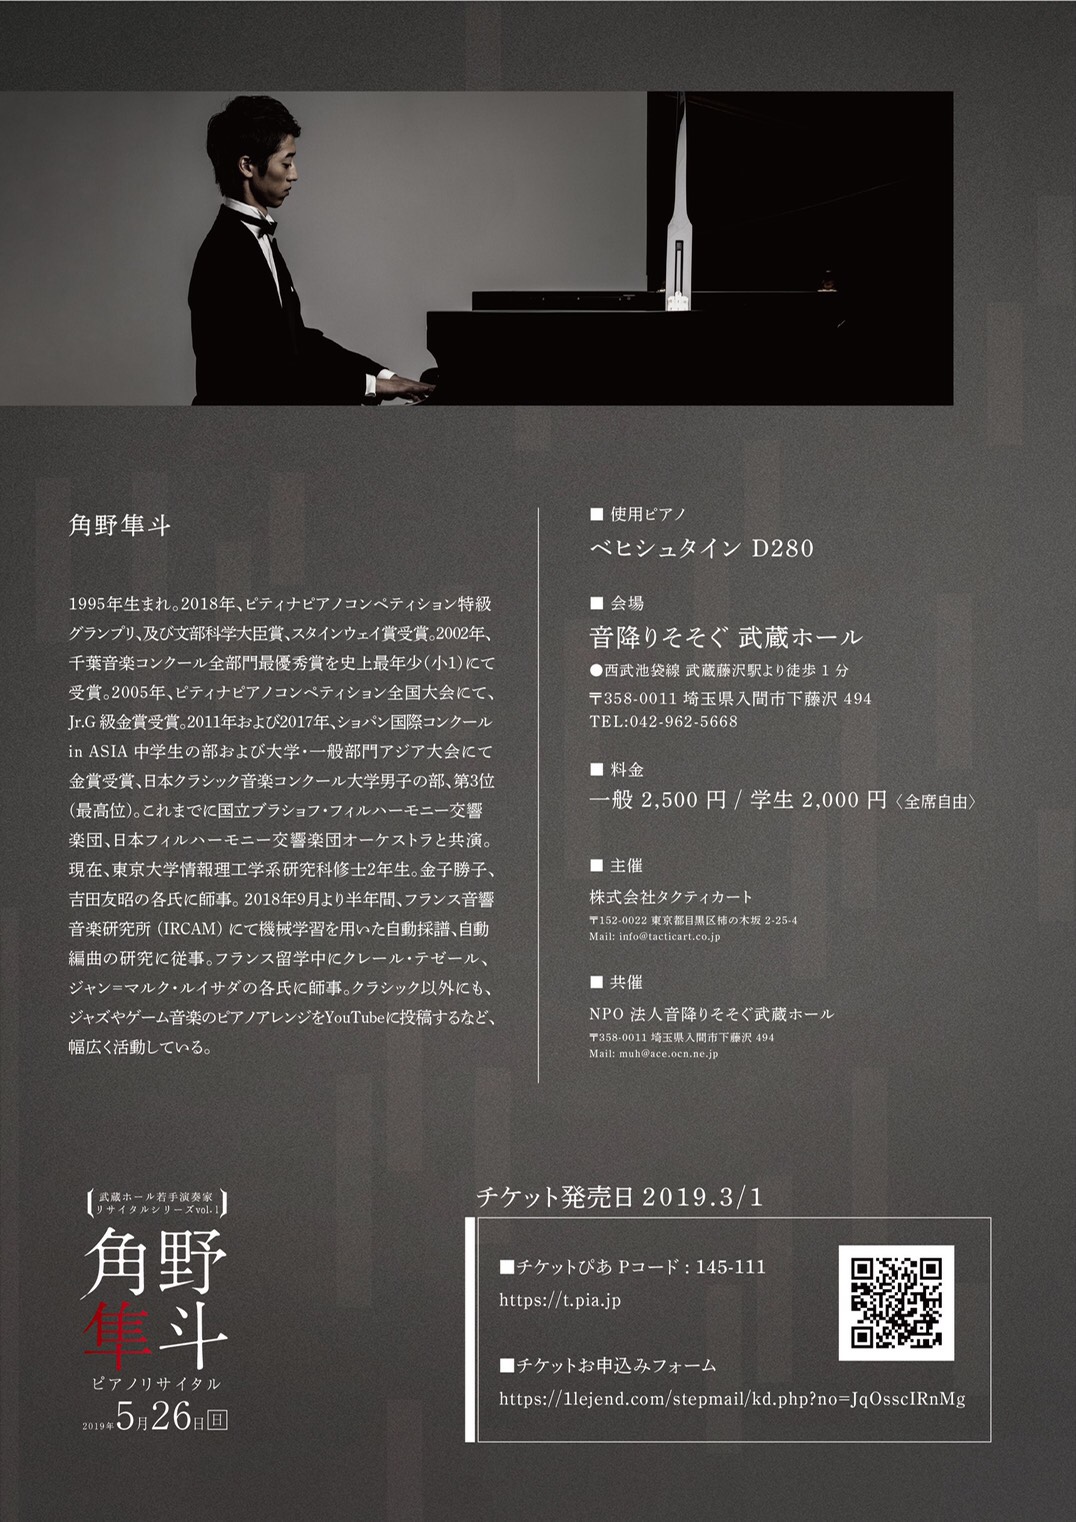 角野隼斗
1995年生まれ。2018年、ピティナピアノコンペティション特級
グランプリ、及び文部科学大臣賞、スタインウェイ賞受賞。2002年、
千葉音楽コンクール全部門最優秀賞を史上最年少(小1)にて
受賞。2005年、ピティナピアノコンペティション全国大会にて、
Jr.G 級金賞受賞。2011年および2017年、ショパン国際コンクール
in ASIA 中学生の部および大学・一般部門アジア大会にて
金賞受賞、日本クラシック音楽コンクール大学男子の部、第3位
(最高位)。これまでに国立ブラショフ・フィルハーモニー交響
楽団、日本フィルハーモニー交響楽団オーケストラと共演。
現在、東京大学情報理工学系研究科修士2年生。金子勝子、
吉田友昭の各氏に師事。2018年9月より半年間、フランス音響
音楽研究所 (IRCAM) にて機械学習を用いた自動採譜、自動
編曲の研究に従事。フランス留学中にクレール・テゼール、
ジャン=マルク・ルイサダの各氏に師事。クラシック以外にも、
ジャズやゲーム音楽のピアノアレンジをYouTubeに投稿するなど、
幅広く活動している。
■ 使用ピアノ
ベヒシュタイン D280
■ 会場
音降りそそぐ 武蔵ホール
●西武池袋線 武蔵藤沢駅より徒歩 1 分
〒358-0011 埼玉県入間市下藤沢 494
TEL:042-962-5668
■ 料金
一般 2,500 円 / 学生 2,000 円〈全席自由〉
■ 主催
株式会社タクティカート
〒152-0022 東京都目黒区柿の木坂 2-25-4
Mail: info@tacticart.co.jp
■ 共催
NPO 法人音降りそそぐ武蔵ホール
〒358-0011 埼玉県入間市下藤沢 494
Mail: muh@ace.ocn.ne.jp
武蔵ホール若手演奏家
リサイタルシリーズvol.1
角野
隼斗
ピアノリサイタル
2019年5月26日日
チケット発売日 2019.3/1
■チケットぴあ Pコード : 145-111
https://t.pia.jp
■チケットお申込みフォーム
https://1lejend.com/stepmail/kd.php?no=JqOsscIRnMg